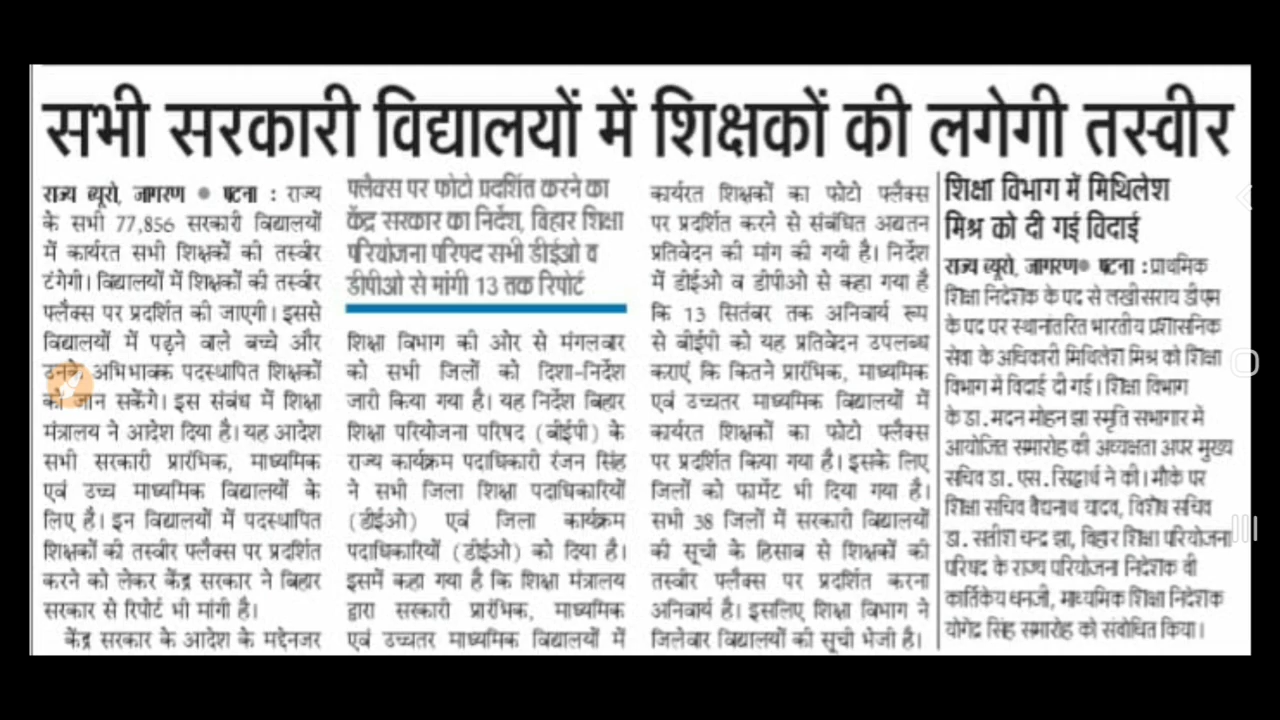 सभी सरकारी विद्यालयों में शिक्षकों की लगेगी तस्वीर
राज्य ब्यूरो, जागरण ● पटना : राज्य
के सभी 77,856 सरकारी विद्यालयों
में कार्यरत सभी शिक्षकों की तस्वीर
टंगेगी। विद्यालयों में शिक्षकों की तस्वीर
फ्लैक्स पर प्रदर्शित की जाएगी। इससे
विद्यालयों में पढ़ने वाले बच्चे और
उनके अभिभावक पदस्थापित शिक्षकों
को जान सकेंगे। इस संबंध में शिक्षा
मंत्रालय ने आदेश दिया है। यह आदेश
सभी सरकारी प्रारंभिक, माध्यमिक
एवं उच्च माध्यमिक विद्यालयों के
लिए है। इन विद्यालयों में पदस्थापित
शिक्षकों की तस्वीर फ्लैक्स पर प्रदर्शित
करने को लेकर केंद्र सरकार ने बिहार
सरकार से रिपोर्ट भी मांगी है।
केंद्र सरकार के आदेश के मद्देनजर
फ्लैक्स पर फोटो प्रदर्शित करने का
केंद्र सरकार का निर्देश, बिहार शिक्षा
परियोजना परिषद सभी डीईओ व
डीपीओ से मांगी 13 तक रिपोर्ट
शिक्षा विभाग की ओर से मंगलवार
को सभी जिलों को दिशा-निर्देश
जारी किया गया है। यह निर्देश बिहार
शिक्षा परियोजना परिषद (बीईपी) के
राज्य कार्यक्रम पदाधिकारी रंजन सिंह
ने सभी जिला शिक्षा पदाधिकारियों
(डीईओ) एवं जिला कार्यक्रम
पदाधिकारियों (डीईओ) को दिया है।
इसमें कहा गया है कि शिक्षा मंत्रालय
द्वारा सरकारी प्रारंभिक, माध्यमिक
एवं उच्चतर माध्यमिक विद्यालयों में
कार्यरत शिक्षकों का फोटो फ्लैक्स
पर प्रदर्शित करने से संबंधित अद्यतन
प्रतिवेदन की मांग की गयी है। निर्देश
में डीईओ व डीपीओ से कहा गया है
कि 13 सितंबर तक अनिवार्य रूप
से बीईपी को यह प्रतिवेदन उपलब्ध
कराएं कि कितने प्रारंभिक, माध्यमिक
एवं उच्चतर माध्यमिक विद्यालयों में
कार्यरत शिक्षकों का फोटो फ्लैक्स
पर प्रदर्शित किया गया है। इसके लिए
जिलों को फार्मेट भी दिया गया है।
सभी 38 जिलों में सरकारी विद्यालयों
की सूची के हिसाब से शिक्षकों की
तस्वीर फ्लैक्स पर प्रदर्शित करना
अनिवार्य है। इसलिए शिक्षा विभाग ने
जिलेवार विद्यालयों की सूची भेजी है।
शिक्षा विभाग में मिथिलेश
मिश्र को दी गई विदाई
राज्य ब्यूरो, जागरण● पटना : प्राथमिक
शिक्षा निदेशक के पद से लखीसराय डीएम
के पद पर स्थानांतरित भारतीय प्रशासनिक
सेवा के अधिकारी मिथिलेश मिश्र को शिक्षा
विभाग में विदाई दी गई। शिक्षा विभाग
के डा. मदन मोहन झा स्मृति सभागार में
आयोजित समारोह की अध्यक्षता अपर मुख्य
सचिव डा. एस. सिद्धार्थ ने की। मौके पर
शिक्षा सचिव बैद्यनाथ यादव, विशेष सचिव
डा. सतीश चन्द्र झा, बिहार शिक्षा परियोजना
परिषद के राज्य परियोजना निदेशक बी
कार्तिकेय धनजी, माध्यमिक शिक्षा निदेशक
योगेंद्र सिंह समारोह को संबोधित किया।